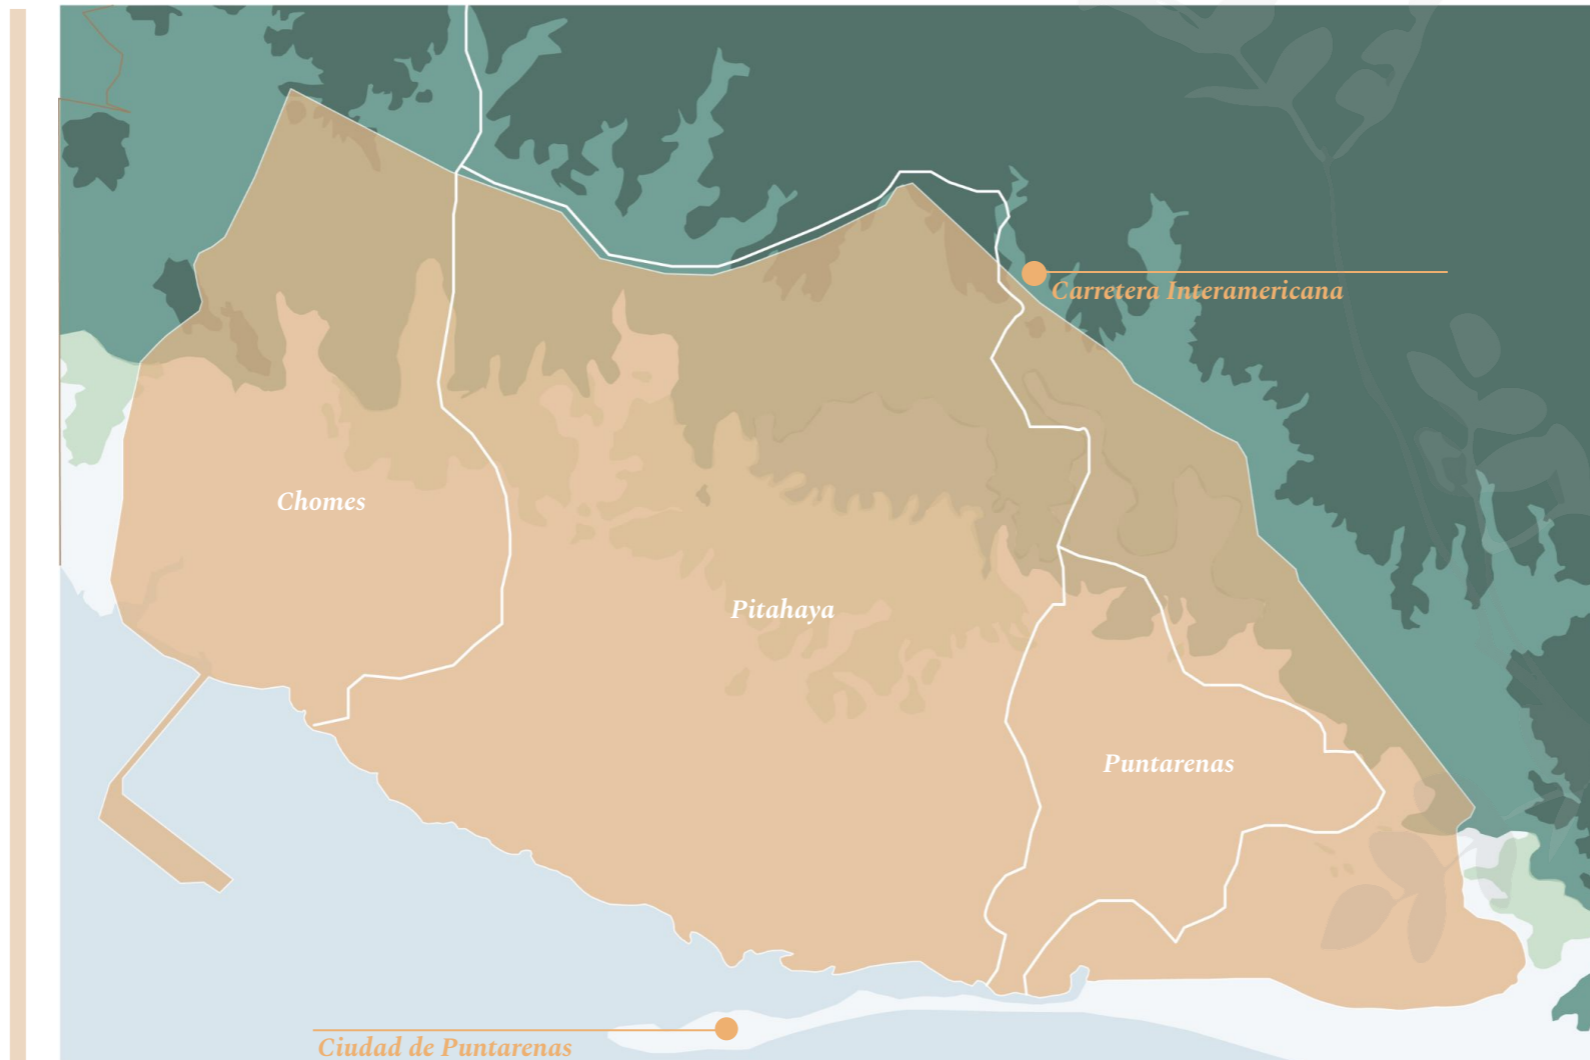 Carretera Interamericana
Chomes
Pitahaya
Puntarenas
Ciudad de Puntarenas